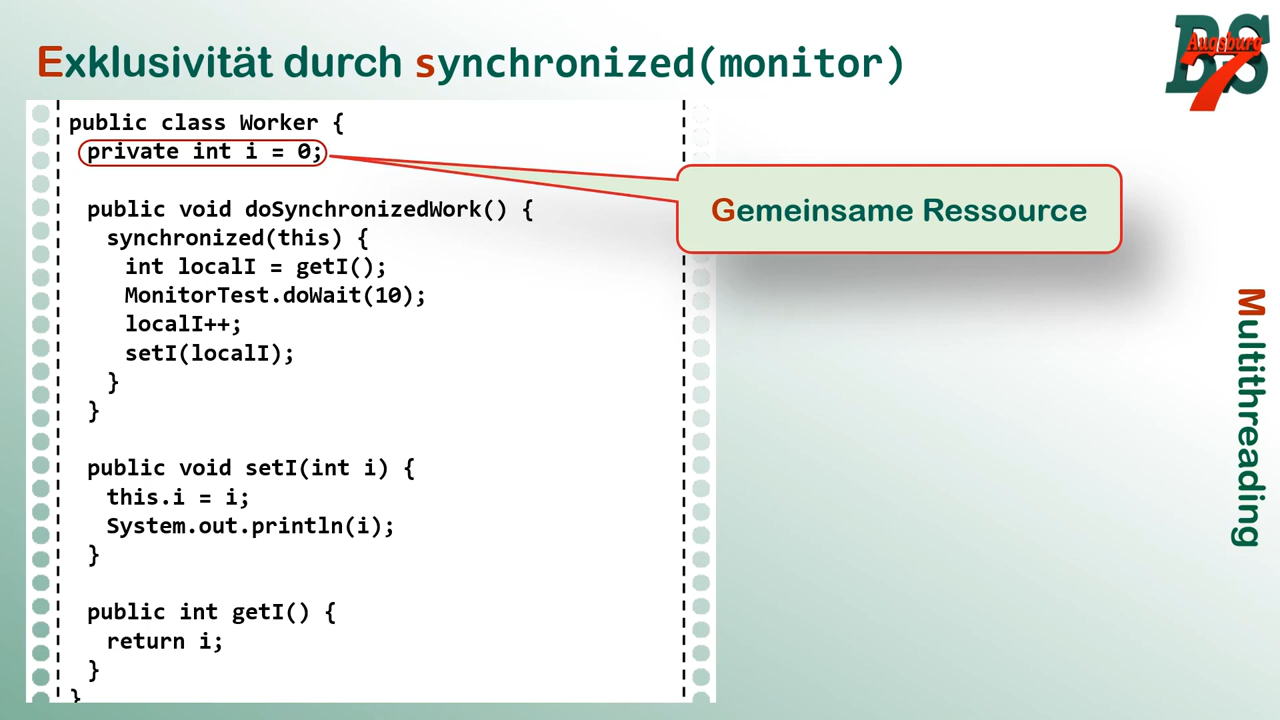 Exklusivität durch synchronized(monitor)
BS
Augsburg
7
public class Worker {
private int i = 0;
Gemeinsame Ressource
public void doSynchronizedWork() {
synchronized(this) {
int localI = getI();
MonitorTest.doWait(10);
localI++;
setI(localI);
}
}
public void setI(int i) {
this.i = i;
System.out.println(i);
}
public int getI() {
return i;
}
}
Multithreading